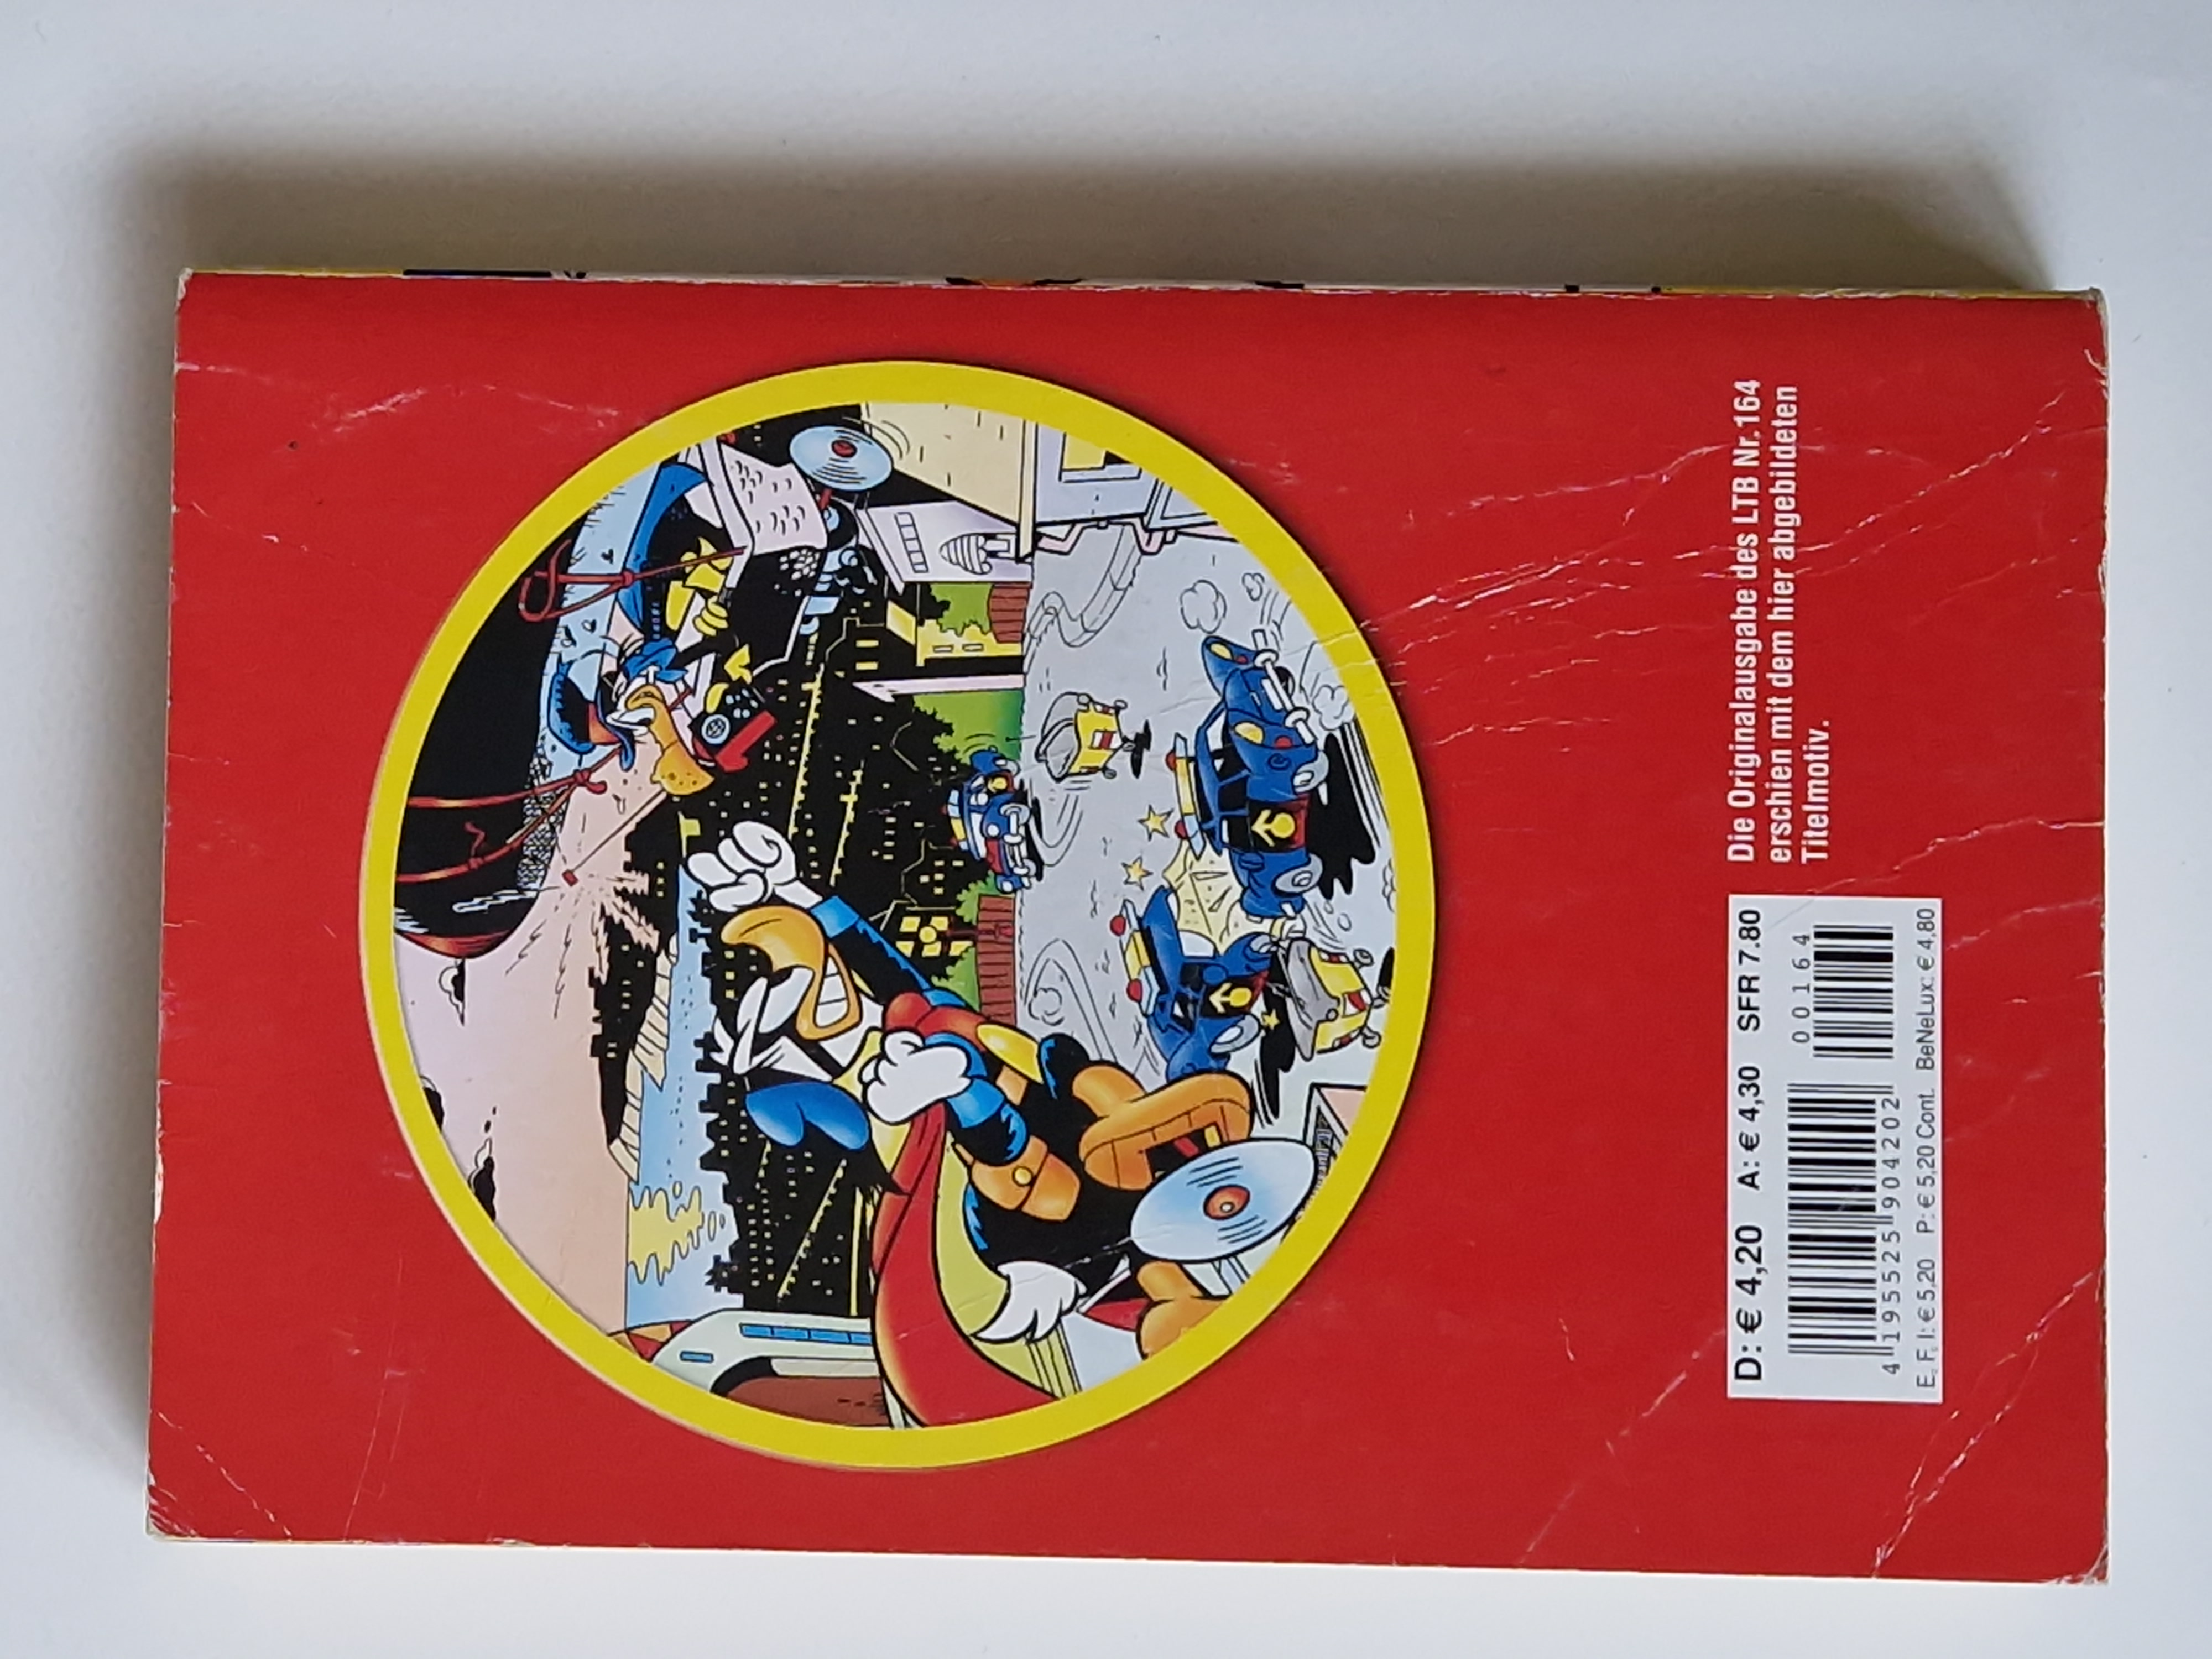 Die Originalausgabe des LTB Nr. 164
erschien mit dem hier abgebildeten
Titelmotiv.
D: € 4,20 A: € 4,30 SFR 7.80
00164
4 195525 904202
E, F, I: € 5,20 P: € 5,20 Cont. BeNeLux: € 4,80